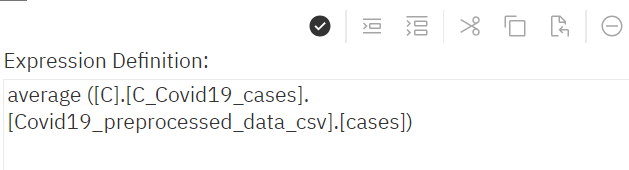 Expression Definition:
average ([C].[C_Covid19_cases].
[Covid19_preprocessed_data_csv].[cases])